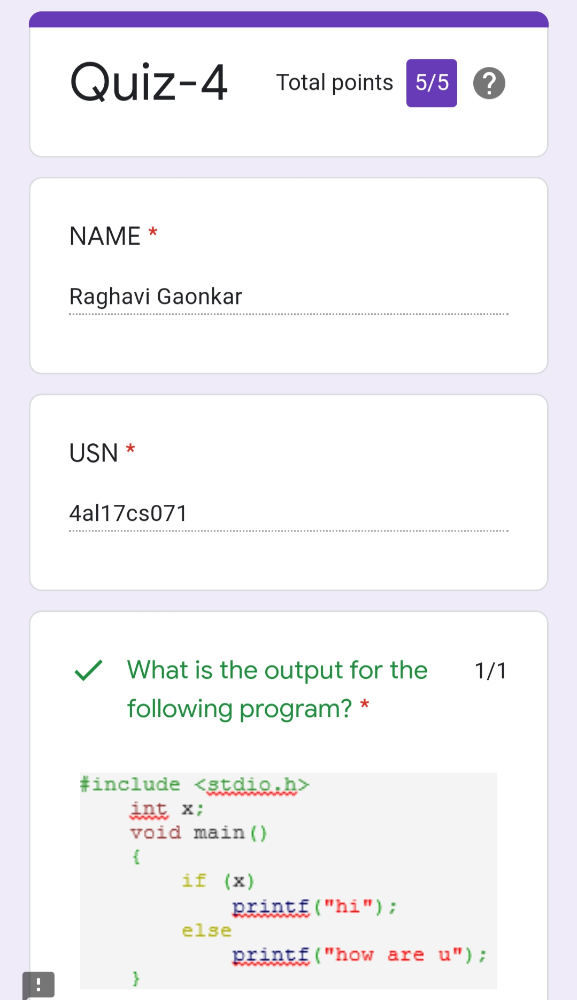 Quiz-4 Total points 5/5 ?
NAME *
Raghavi Gaonkar
USN *
4al17cs071
What is the output for the 1/1
following program? *
#include <stdio.h>
int x;
void main()
{
if (x)
printf("hi");
else
printf("how are u");
}
!